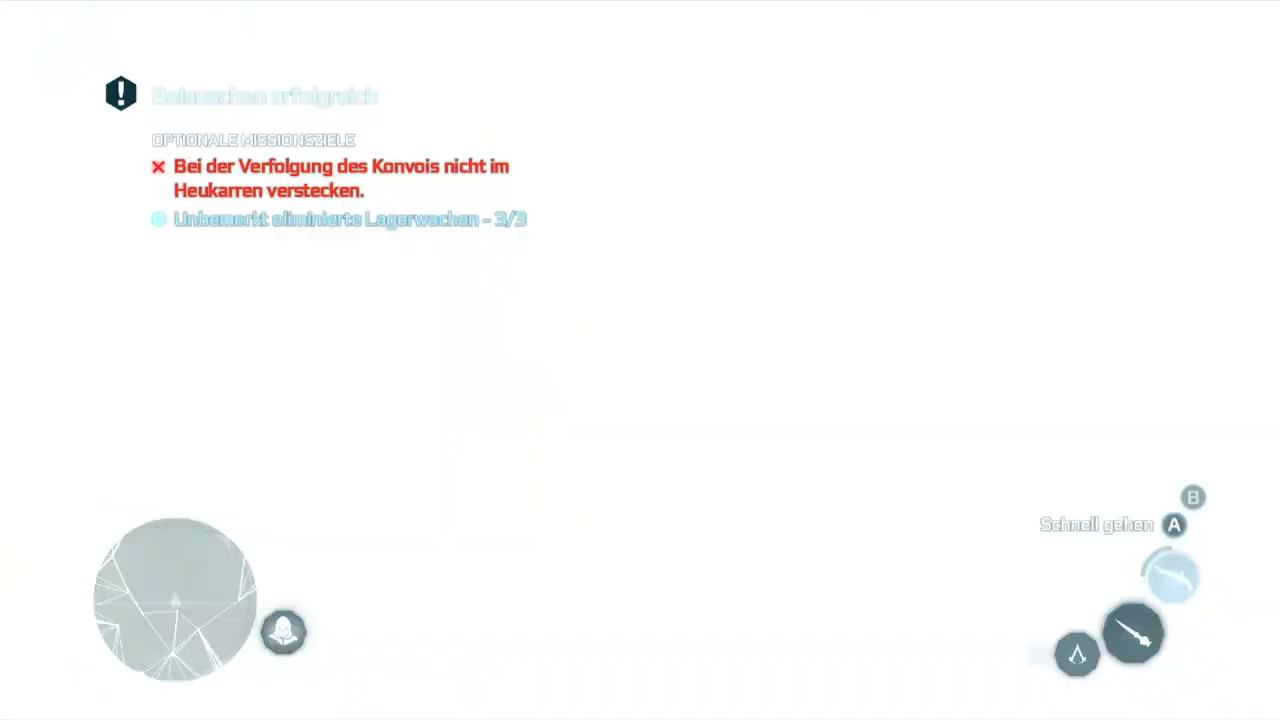 Belauschen erfolgreich
OPTIONALE MISSIONSZIELE
Bei der Verfolgung des Konvois nicht im
Heukarren verstecken.
Unbemerkt eliminierte Lagerwachen - 3/3
B
Schnell gehen A